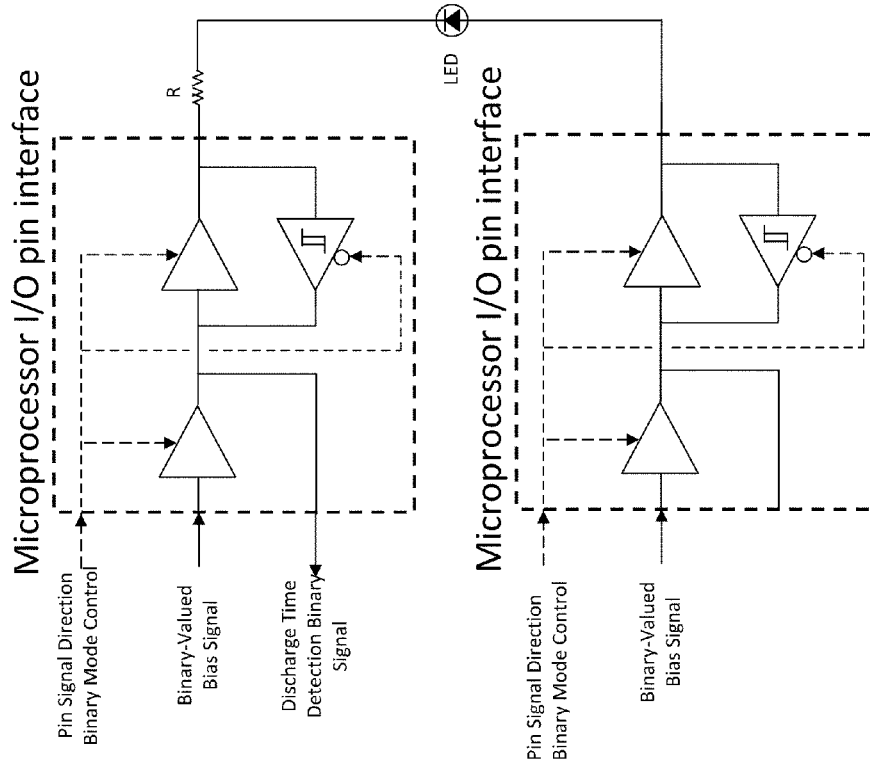 Microprocessor I/O pin interface
Pin Signal Direction
Binary Mode Control
Binary-Valued
Bias Signal
Discharge Time
Detection Binary
Signal
R
LED
Microprocessor I/O pin interface
Pin Signal Direction
Binary Mode Control
Binary-Valued
Bias Signal